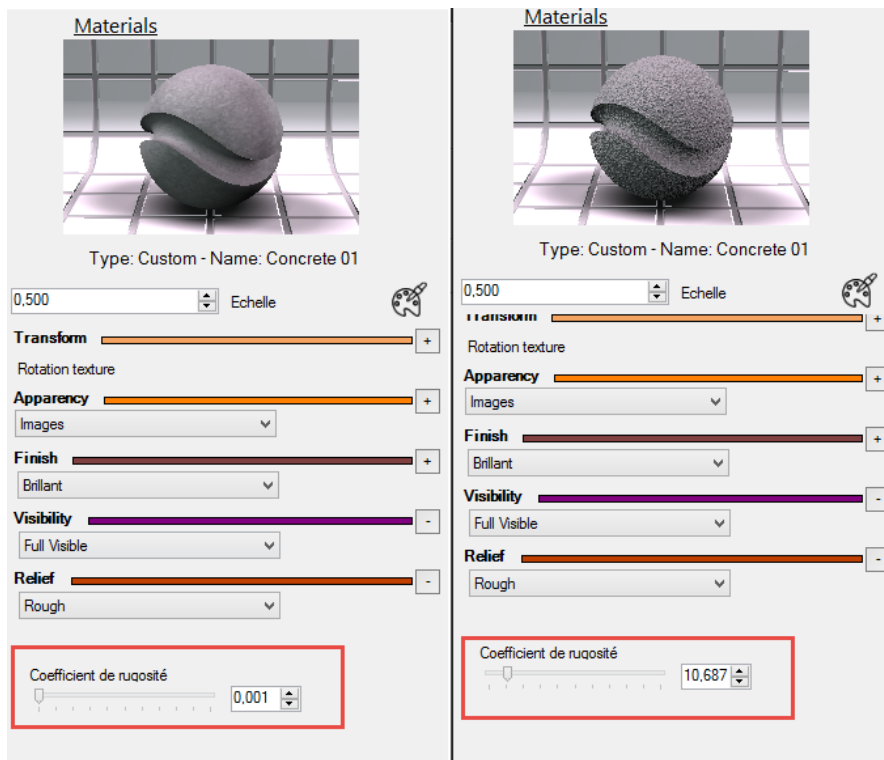 Materials
Type: Custom - Name: Concrete 01
0,500 Echelle
Transform +
Rotation texture
Apparency +
Images
Finish +
Brillant
Visibility -
Full Visible
Relief -
Rough
Coefficient de rugosité
0,001
Materials
Type: Custom - Name: Concrete 01
0,500 Echelle
Transform +
Rotation texture
Apparency +
Images
Finish +
Brillant
Visibility -
Full Visible
Relief -
Rough
Coefficient de rugosité
10,687